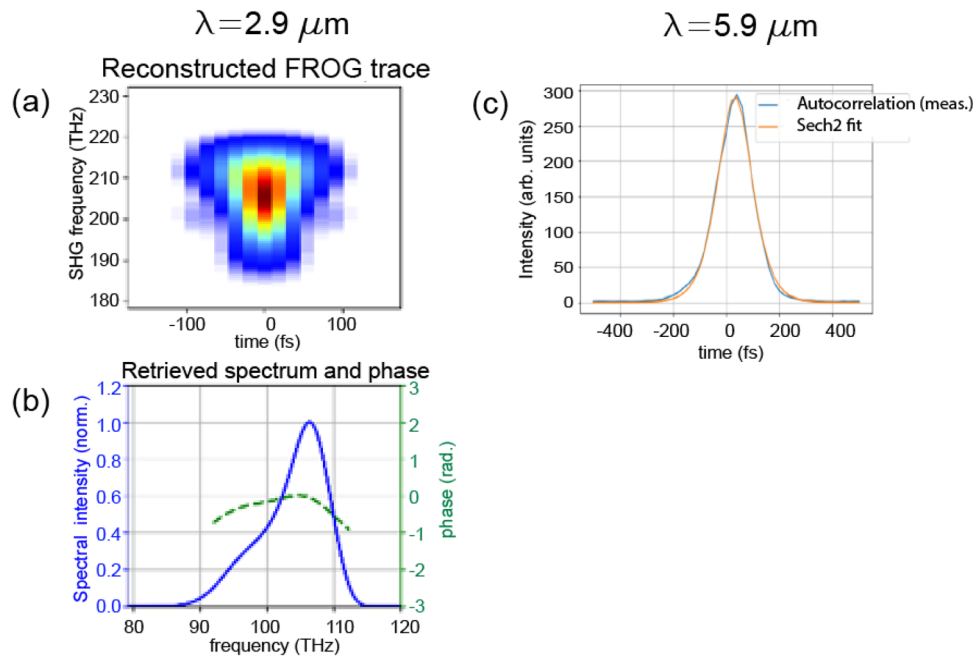 λ=2.9 μm
λ=5.9 μm
Reconstructed FROG trace
(a)
SHG frequency (THz)
230
220
210
200
190
180
-100
0
100
time (fs)
(c)
Intensity (arb. units)
300
250
200
150
100
50
0
Autocorrelation (meas.)
Sech2 fit
-400
-200
0
200
400
time (fs)
Retrieved spectrum and phase
(b)
Spectral intensity (norm.)
1.2
1.0
0.8
0.6
0.4
0.2
0.0
3
2
1
0
-1
-2
-3
phase (rad.)
80
90
100
110
120
frequency (THz)